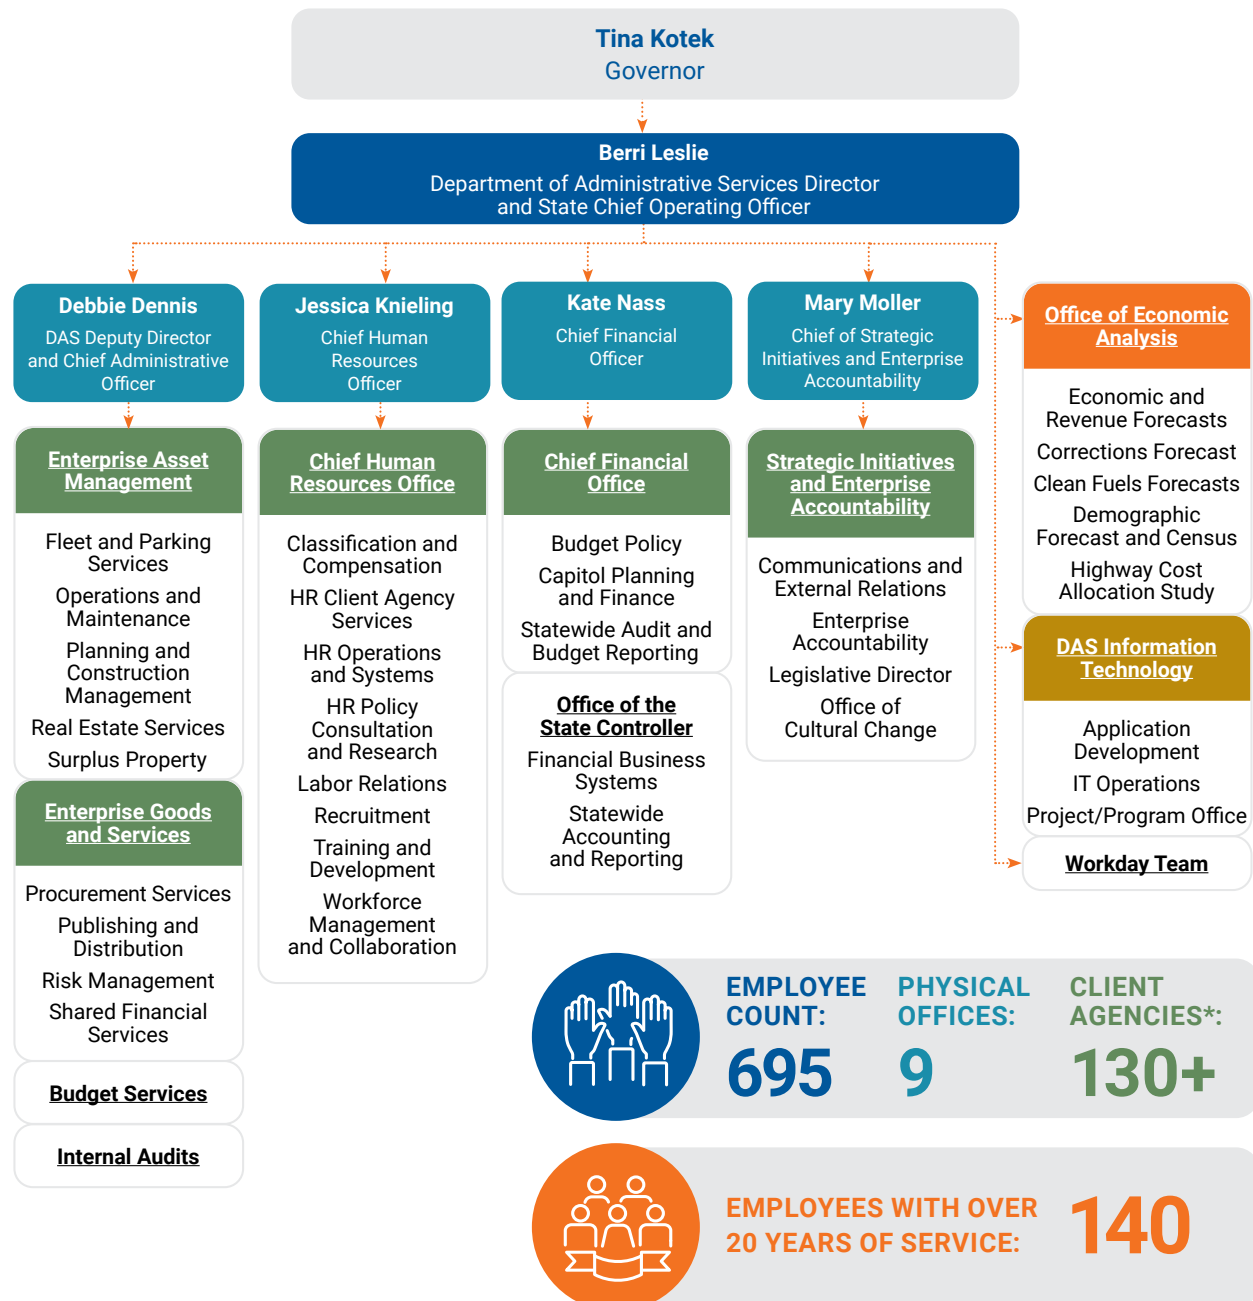 Tina Kotek
Governor
Berri Leslie
Department of Administrative Services Director
and State Chief Operating Officer
Debbie Dennis
DAS Deputy Director
and Chief Administrative
Officer
Jessica Knieling
Chief Human
Resources
Officer
Kate Nass
Chief Financial
Officer
Mary Moller
Chief of Strategic
Initiatives and Enterprise
Accountability
Enterprise Asset
Management
Fleet and Parking
Services
Operations and
Maintenance
Planning and
Construction
Management
Real Estate Services
Surplus Property
Enterprise Goods
and Services
Procurement Services
Publishing and
Distribution
Risk Management
Shared Financial
Services
Budget Services
Internal Audits
Chief Human
Resources Office
Classification and
Compensation
HR Client Agency
Services
HR Operations
and Systems
HR Policy
Consultation
and Research
Labor Relations
Recruitment
Training and
Development
Workforce
Management
and Collaboration
Chief Financial
Office
Budget Policy
Capitol Planning
and Finance
Statewide Audit and
Budget Reporting
Office of the
State Controller
Financial Business
Systems
Statewide
Accounting
and Reporting
Strategic Initiatives
and Enterprise
Accountability
Communications and
External Relations
Enterprise
Accountability
Legislative Director
Office of
Cultural Change
Office of Economic
Analysis
Economic and
Revenue Forecasts
Corrections Forecast
Clean Fuels Forecasts
Demographic
Forecast and Census
Highway Cost
Allocation Study
DAS Information
Technology
Application
Development
IT Operations
Project/Program Office
Workday Team
EMPLOYEE
COUNT:
695
PHYSICAL
OFFICES:
9
CLIENT
AGENCIES*:
130+
EMPLOYEES WITH OVER
20 YEARS OF SERVICE:
140